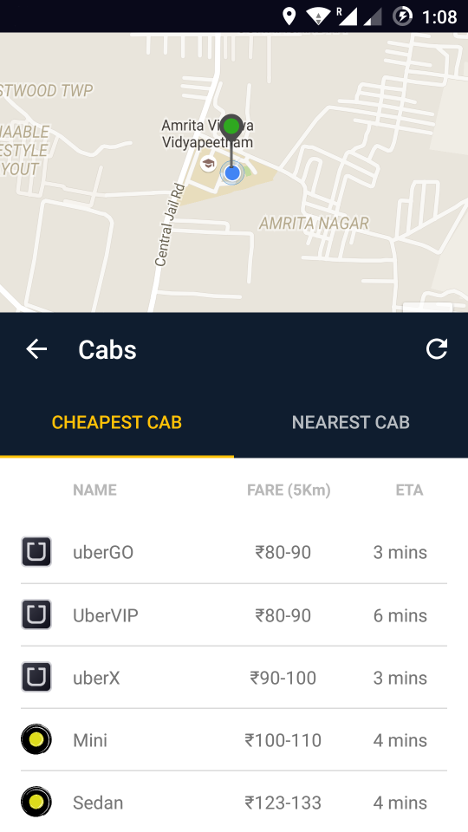 R
1:08
STWOOD TWP
Amrita Vi ya
Vidyapeetham
HAABLE
ESTYLE
YOUT
Central Jail Rd
AMRITA NAGAR
Cabs
CHEAPEST CAB
NEAREST CAB
NAME FARE (5Km) ETA
uberGO ₹80-90 3 mins
UberVIP ₹80-90 6 mins
uberX ₹90-100 3 mins
Mini ₹100-110 4 mins
Sedan ₹123-133 4 mins